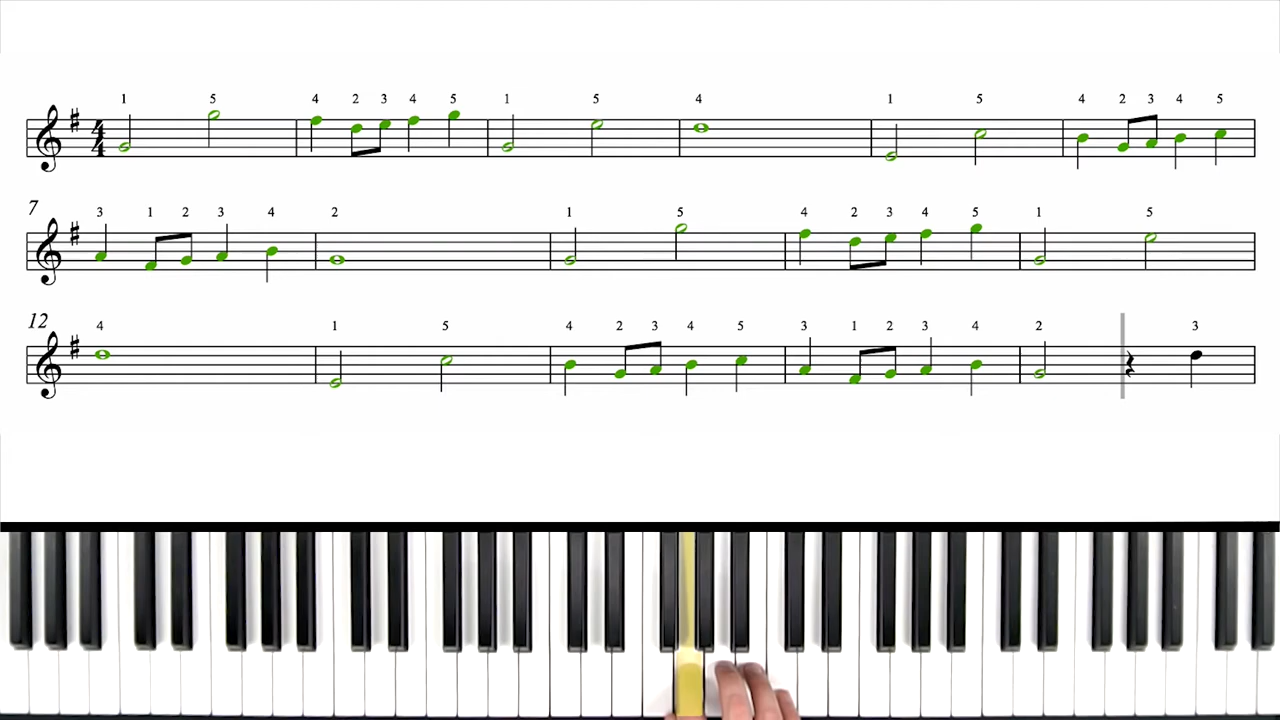 1 5 4 2 3 4 5 1 5 4 1 5 4 2 3 4 5
4
4
7
3 1 2 3 4 2 1 5 4 2 3 4 5 1 5
12
4 1 5 4 2 3 4 5 3 1 2 3 4 2 3